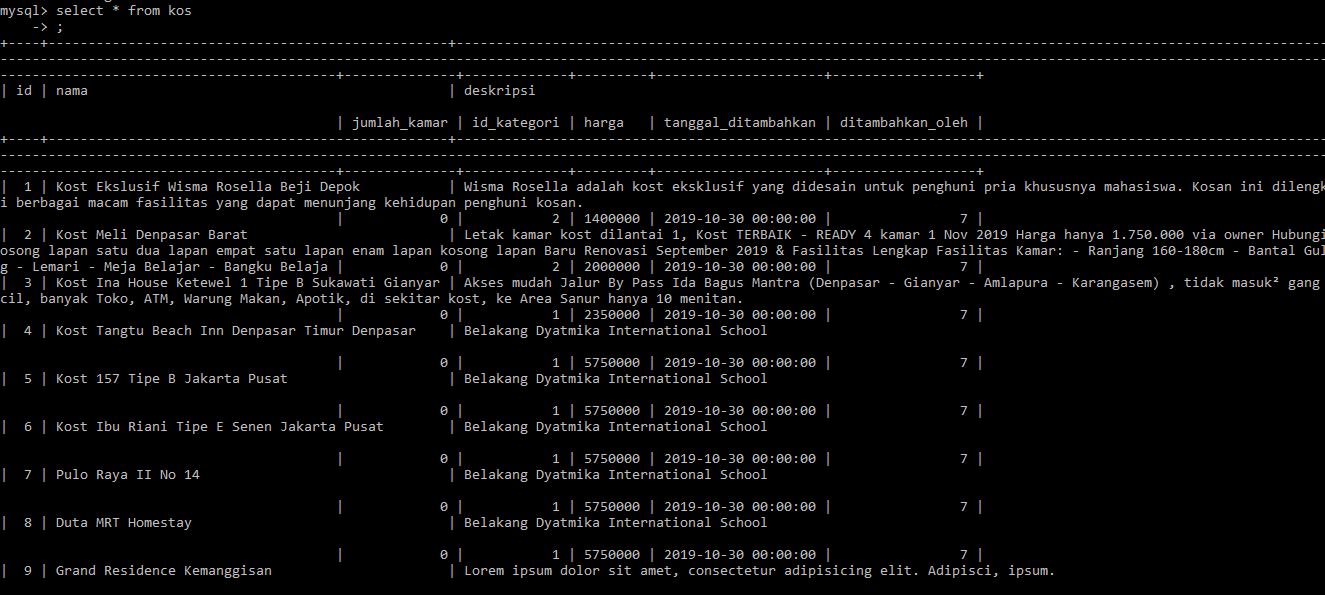 mysql> select * from kos
    -> ;
+----+--------------------------------------------------+-------------------------------------------------------------------------------------------------------------
----------------------------------------------------------------------------------------------------------------------------------------------------------------------
------------------------------------------+--------------+-------------+---------+---------------------+------------------+
| id | nama                                             | deskripsi
                                          | jumlah_kamar | id_kategori | harga   | tanggal_ditambahkan | ditambahkan_oleh |
+----+--------------------------------------------------+-------------------------------------------------------------------------------------------------------------
----------------------------------------------------------------------------------------------------------------------------------------------------------------------
------------------------------------------+--------------+-------------+---------+---------------------+------------------+
|  1 | Kost Ekslusif Wisma Rosella Beji Depok           | Wisma Rosella adalah kost eksklusif yang didesain untuk penghuni pria khususnya mahasiswa. Kosan ini dilengk
i berbagai macam fasilitas yang dapat menunjang kehidupan penghuni kosan.
                                          |            0 |           2 | 1400000 | 2019-10-30 00:00:00 |                7 |
|  2 | Kost Meli Denpasar Barat                         | Letak kamar kost dilantai 1, Kost TERBAIK - READY 4 kamar 1 Nov 2019 Harga hanya 1.750.000 via owner Hubungi
osong lapan satu dua lapan empat satu lapan enam lapan kosong lapan Baru Renovasi September 2019 & Fasilitas Lengkap Fasilitas Kamar: - Ranjang 160-180cm - Bantal Gul
g - Lemari - Meja Belajar - Bangku Belaja |            0 |           2 | 2000000 | 2019-10-30 00:00:00 |                7 |
|  3 | Kost Ina House Ketewel 1 Tipe B Sukawati Gianyar | Akses mudah Jalur By Pass Ida Bagus Mantra (Denpasar - Gianyar - Amlapura - Karangasem) , tidak masuk² gang
cil, banyak Toko, ATM, Warung Makan, Apotik, di sekitar kost, ke Area Sanur hanya 10 menitan.
                                          |            0 |           1 | 2350000 | 2019-10-30 00:00:00 |                7 |
|  4 | Kost Tangtu Beach Inn Denpasar Timur Denpasar    | Belakang Dyatmika International School
                                          |            0 |           1 | 5750000 | 2019-10-30 00:00:00 |                7 |
|  5 | Kost 157 Tipe B Jakarta Pusat                    | Belakang Dyatmika International School
                                          |            0 |           1 | 5750000 | 2019-10-30 00:00:00 |                7 |
|  6 | Kost Ibu Riani Tipe E Senen Jakarta Pusat        | Belakang Dyatmika International School
                                          |            0 |           1 | 5750000 | 2019-10-30 00:00:00 |                7 |
|  7 | Pulo Raya II No 14                               | Belakang Dyatmika International School
                                          |            0 |           1 | 5750000 | 2019-10-30 00:00:00 |                7 |
|  8 | Duta MRT Homestay                                | Belakang Dyatmika International School
                                          |            0 |           1 | 5750000 | 2019-10-30 00:00:00 |                7 |
|  9 | Grand Residence Kemanggisan                      | Lorem ipsum dolor sit amet, consectetur adipisicing elit. Adipisci, ipsum.